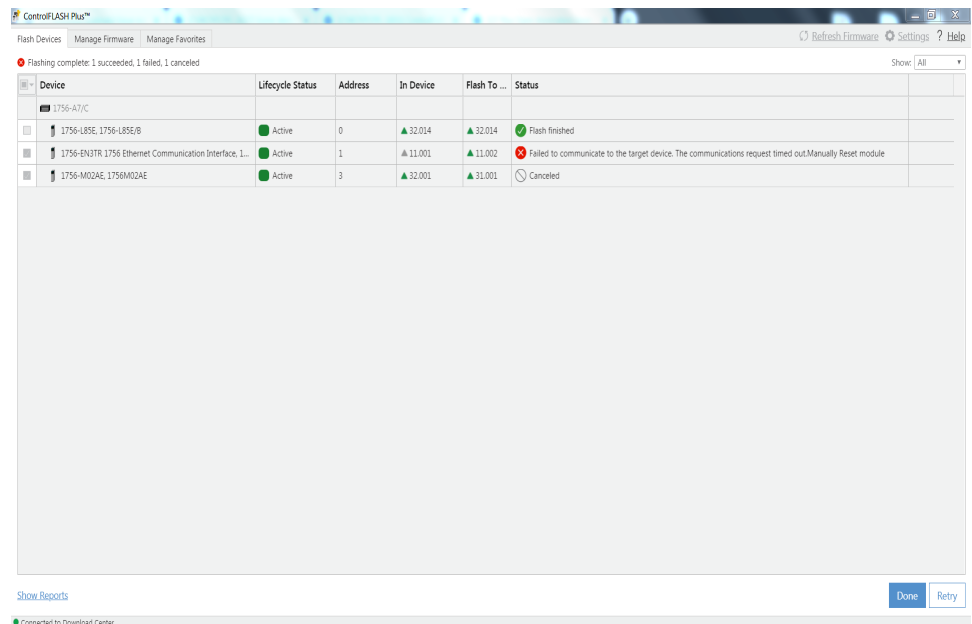 ControlFLASH Plus™
Flash Devices Manage Firmware Manage Favorites Refresh Firmware Settings ? Help
Flashing complete: 1 succeeded, 1 failed, 1 canceled Show: All
Device Lifecycle Status Address In Device Flash To ... Status
1756-A7/C
1756-L85E, 1756-L85E/B Active 0 32.014 32.014 Flash finished
1756-EN3TR 1756 Ethernet Communication Interface, 1... Active 1 11.001 11.002 Failed to communicate to the target device. The communications request timed out.Manually Reset module
1756-M02AE, 1756M02AE Active 3 32.001 31.001 Canceled
Show Reports Done Retry
Connected to Download Center